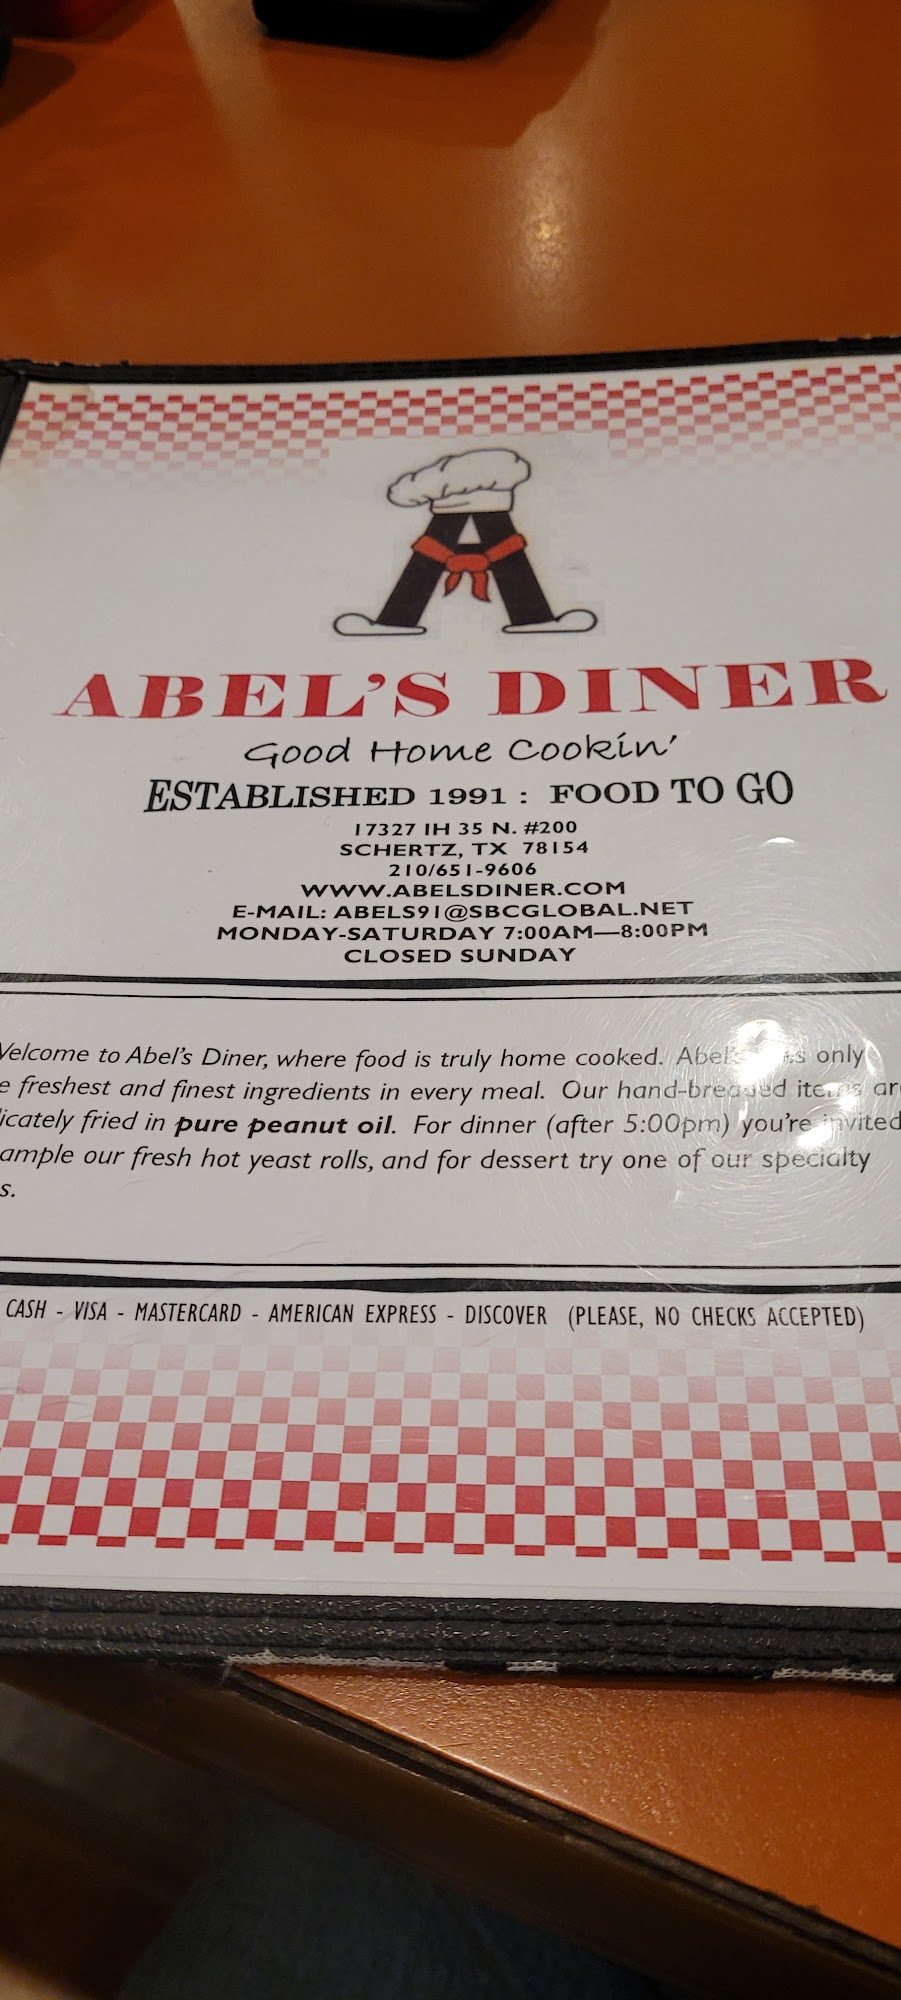 ABEL'S DINER
Good Home Cookin'
ESTABLISHED 1991 : FOOD TO GO
17327 IH 35 N. #200
SCHERTZ, TX 78154
210/651-9606
WWW.ABELSDINER.COM
E-MAIL: ABELS91@SBCGLOBAL.NET
MONDAY-SATURDAY 7:00AM—8:00PM
CLOSED SUNDAY
Welcome to Abel's Diner, where food is truly home cooked. only
freshest and finest ingredients in every meal. Our hand-breaded items
fried in pure peanut oil. For dinner (after 5:00pm) you're invited
our fresh hot yeast rolls, and for dessert try one of our specialty
CASH - VISA - MASTERCARD - AMERICAN EXPRESS - DISCOVER (PLEASE, NO CHECKS ACCEPTED)